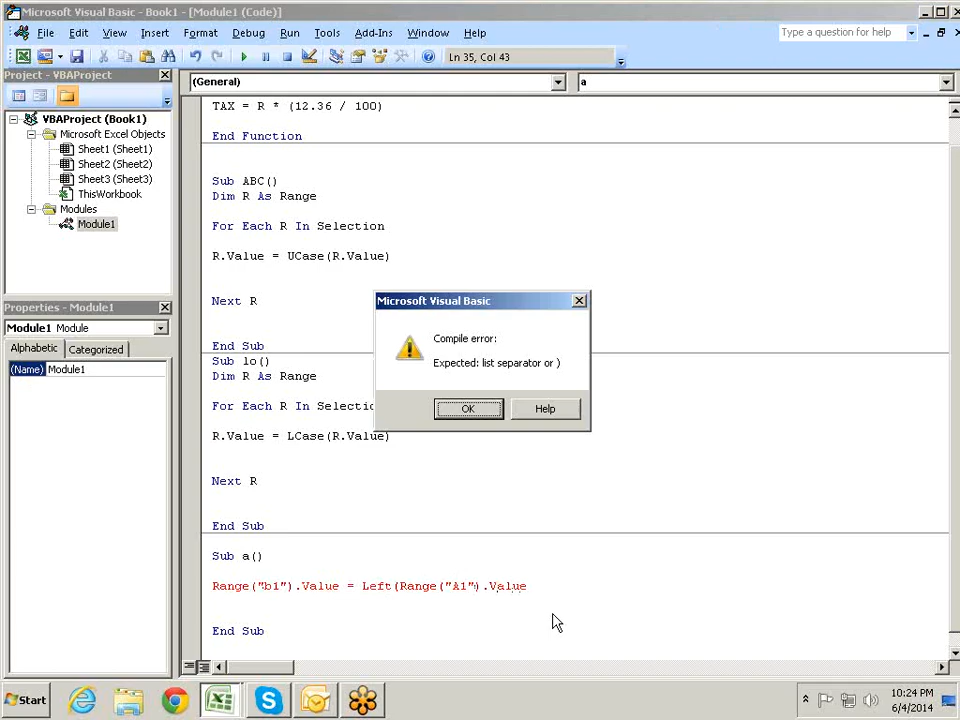 Microsoft Visual Basic - Book1 - [Module1 (Code)]
File Edit View Insert Format Debug Run Tools Add-Ins Window Help
Type a question for help
Ln 35, Col 43
Project - VBAProject
(General)
a
VBAProject (Book1)
Microsoft Excel Objects
Sheet1 (Sheet1)
Sheet2 (Sheet2)
Sheet3 (Sheet3)
ThisWorkbook
Modules
Module1
Properties - Module1
Module1 Module
Alphabetic Categorized
(Name) Module1
TAX = R * (12.36 / 100)
End Function
Sub ABC()
Dim R As Range
For Each R In Selection
R.Value = UCase(R.Value)
Next R
End Sub
Sub lo()
Dim R As Range
For Each R In Selectio
R.Value = LCase(R.Value)
Next R
End Sub
Sub a()
Range("b1").Value = Left(Range("A1").Value
End Sub
Microsoft Visual Basic
Compile error:
Expected: list separator or )
OK Help
Start
10:24 PM
6/4/2014